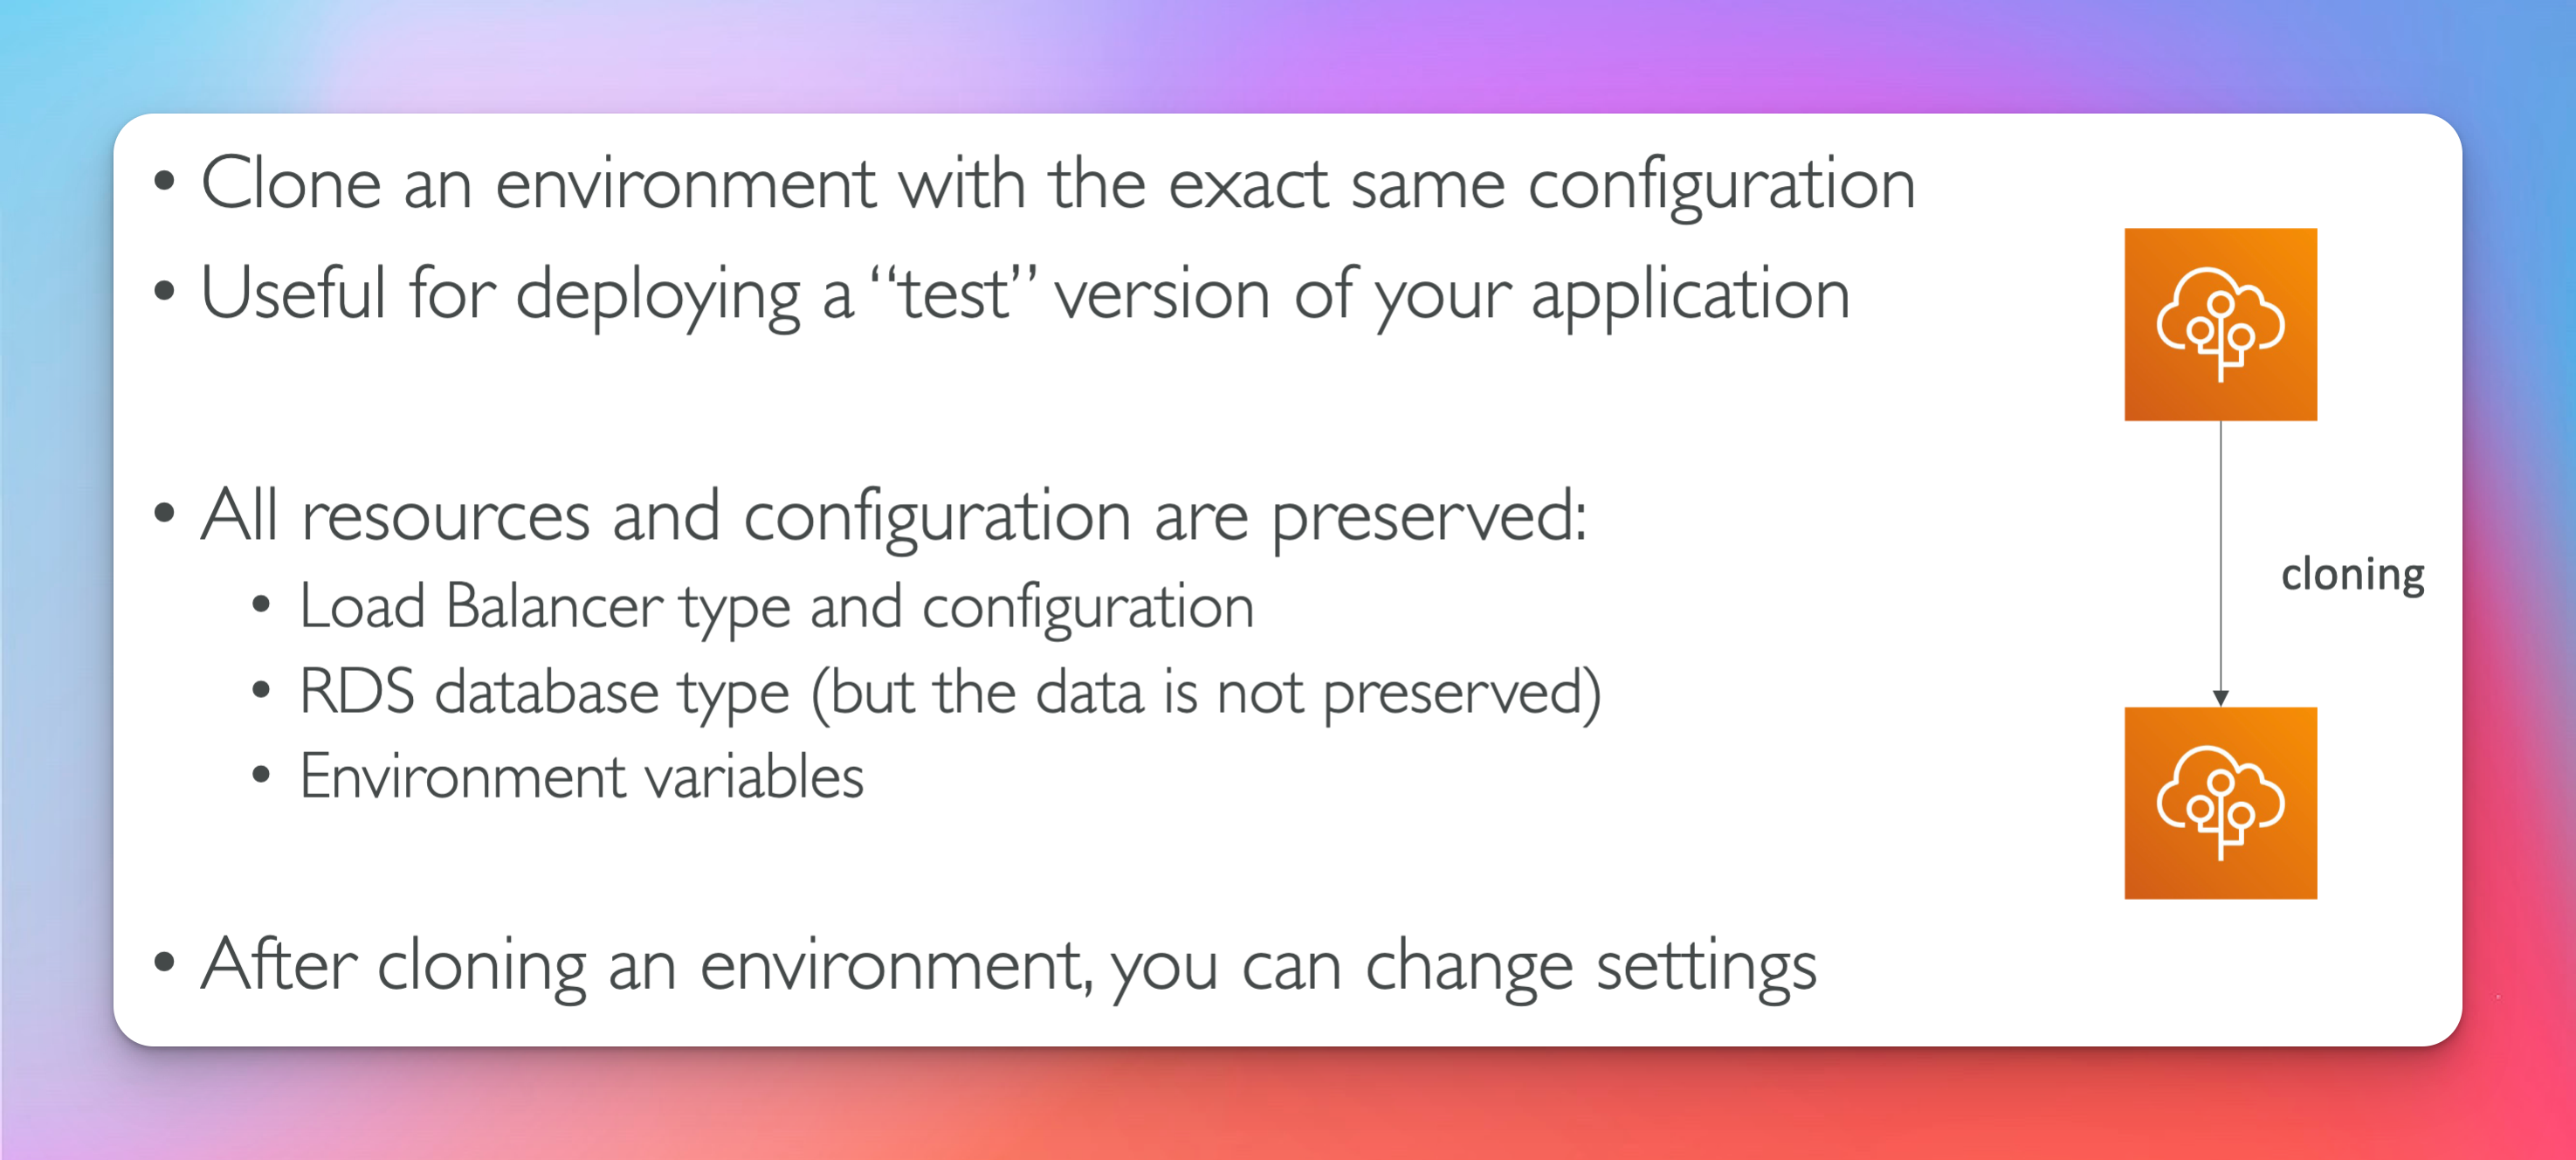 • Clone an environment with the exact same configuration
• Useful for deploying a “test” version of your application
• All resources and configuration are preserved:
• Load Balancer type and configuration
• RDS database type (but the data is not preserved)
• Environment variables
• After cloning an environment, you can change settings
cloning